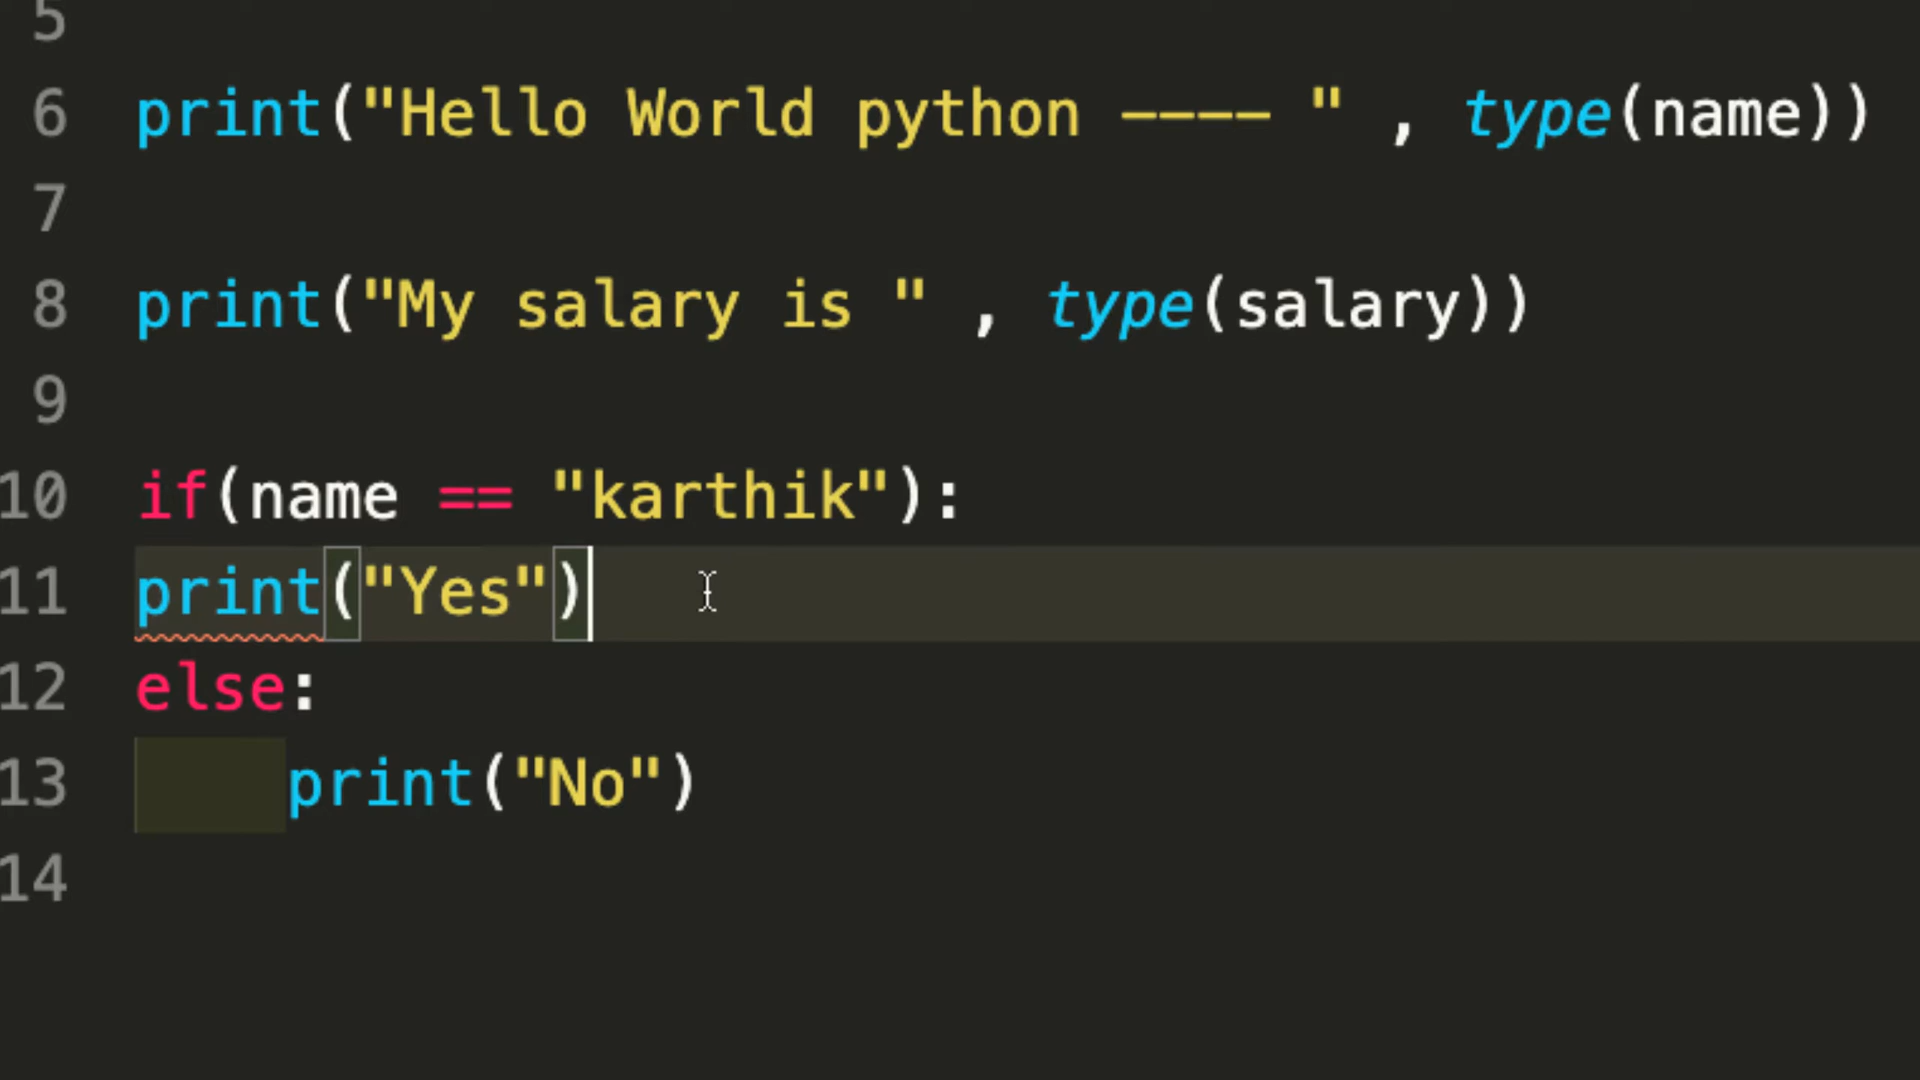 5
6 print("Hello World python ---- " , type(name))
7
8 print("My salary is " , type(salary))
9
10 if(name == "karthik"):
11 print("Yes")
12 else:
13     print("No")
14